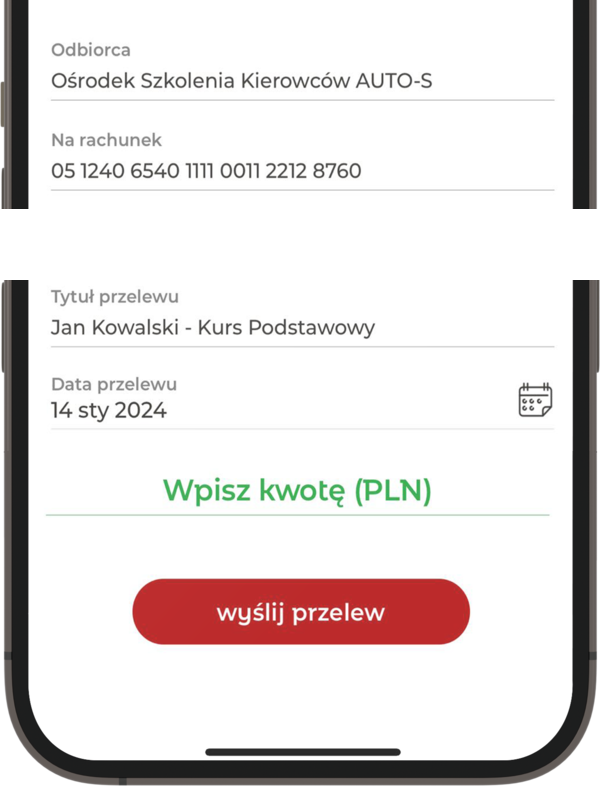 Odbiorca
Ośrodek Szkolenia Kierowców AUTO-S
Na rachunek
05 1240 6540 1111 0011 2212 8760
Tytuł przelewu
Jan Kowalski - Kurs Podstawowy
Data przelewu
14 sty 2024
Wpisz kwotę (PLN)
wyślij przelew